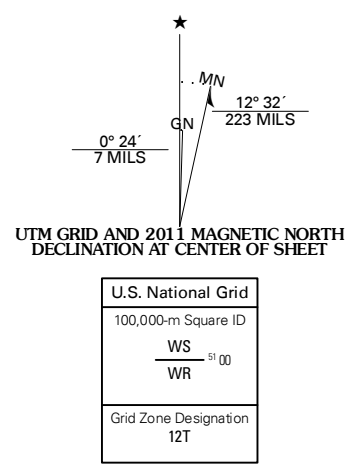 ★
MN
GN
12° 32´
223 MILS
0° 24´
7 MILS
UTM GRID AND 2011 MAGNETIC NORTH
DECLINATION AT CENTER OF SHEET
U.S. National Grid
100,000-m Square ID
WS
51 00
WR
Grid Zone Designation
12T